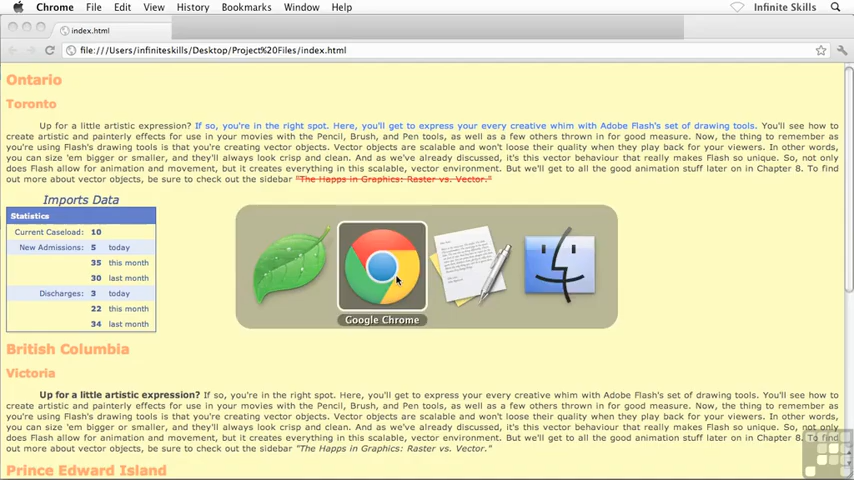 Chrome File Edit View History Bookmarks Window Help Infinite Skills
index.html
file:///Users/infiniteskills/Desktop/Project%20Files/index.html
Ontario
Toronto
Up for a little artistic expression? If so, you're in the right spot. Here, you'll get to express your every creative whim with Adobe Flash's set of drawing tools. You'll see how to
create artistic and painterly effects for use in your movies with the Pencil, Brush, and Pen tools, as well as a few others thrown in for good measure. Now, the thing to remember as
you're using Flash's drawing tools is that you're creating vector objects. Vector objects are scalable and won't loose their quality when they play back for your viewers. In other words,
you can size 'em bigger or smaller, and they'll always look crisp and clean. And as we've already discussed, it's this vector behaviour that really makes Flash so unique. So, not only
does Flash allow for animation and movement, but it creates everything in this scalable, vector environment. But we'll get to all the good animation stuff later on in Chapter 8. To find
out more about vector objects, be sure to check out the sidebar "The Happs in Graphics: Raster vs. Vector."
Imports Data
Statistics
Current Caseload: 10
New Admissions: 5 today
35 this month
30 last month
Discharges: 3 today
22 this month
34 last month
Google Chrome
British Columbia
Victoria
Up for a little artistic expression? If so, you're in the right spot. Here, you'll get to express your every creative whim with Adobe Flash's set of drawing tools. You'll see how to
create artistic and painterly effects for use in your movies with the Pencil, Brush, and Pen tools, as well as a few others thrown in for good measure. Now, the thing to remember as
you're using Flash's drawing tools is that you're creating vector objects. Vector objects are scalable and won't loose their quality when they play back for your viewers. In other words,
you can size 'em bigger or smaller, and they'll always look crisp and clean. And as we've already discussed, it's this vector behaviour that really makes Flash so unique. So, not only
does Flash allow for animation and movement, but it creates everything in this scalable, vector environment. But we'll get to all the good animation stuff later on in Chapter 8. To find
out more about vector objects, be sure to check out the sidebar "The Happs in Graphics: Raster vs. Vector."
Prince Edward Island